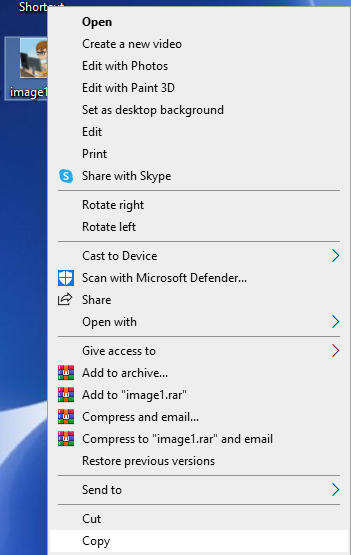 Shortcut
image1
Open
Create a new video
Edit with Photos
Edit with Paint 3D
Set as desktop background
Edit
Print
Share with Skype
Rotate right
Rotate left
Cast to Device
Scan with Microsoft Defender...
Share
Open with
Give access to
Add to archive...
Add to "image1.rar"
Compress and email...
Compress to "image1.rar" and email
Restore previous versions
Send to
Cut
Copy